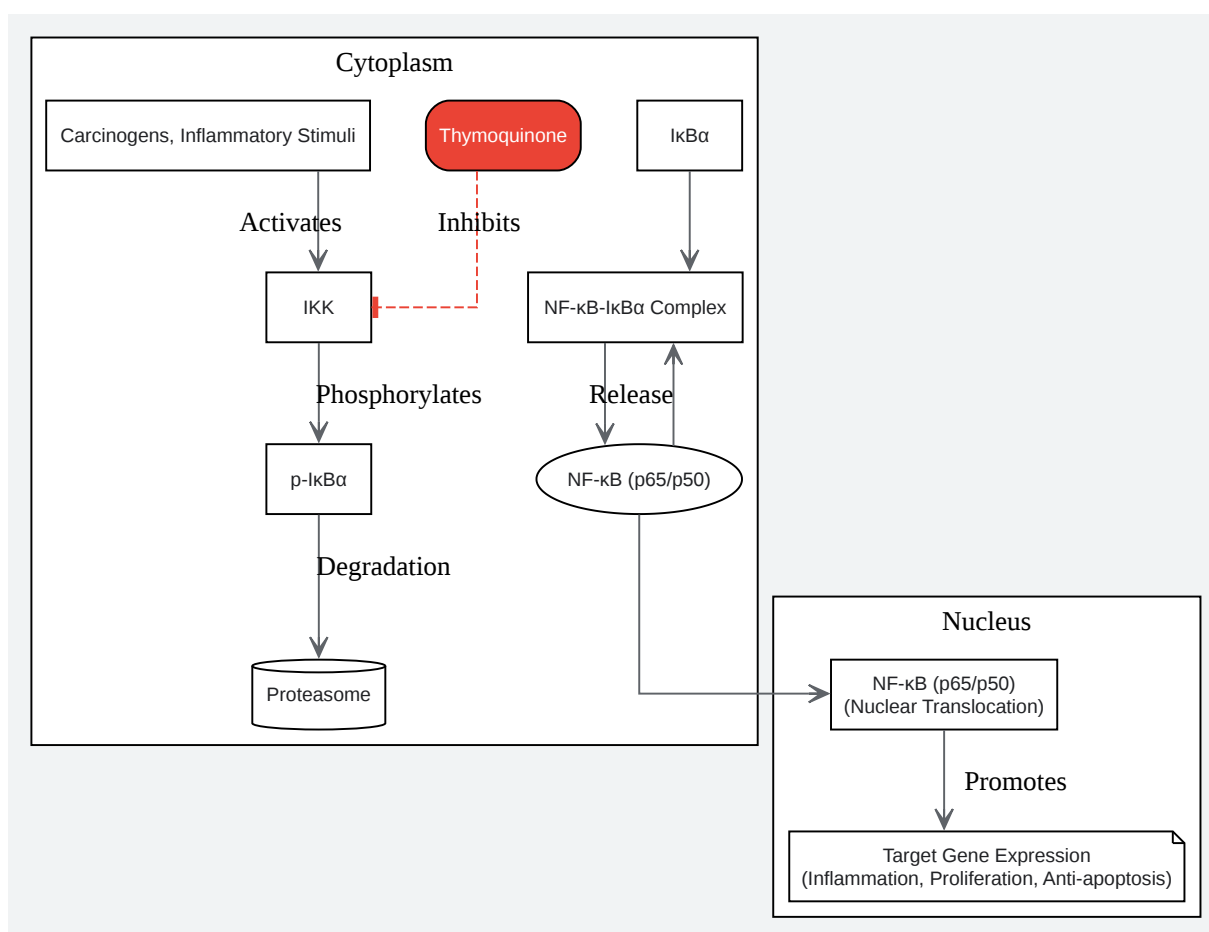 Cytoplasm
Carcinogens, Inflammatory Stimuli
Thymoquinone
IκBα
Activates
Inhibits
IKK
NF-κB-IκBα Complex
Phosphorylates
Release
p-IκBα
NF-κB (p65/p50)
Degradation
Proteasome
Nucleus
NF-κB (p65/p50)
(Nuclear Translocation)
Promotes
Target Gene Expression
(Inflammation, Proliferation, Anti-apoptosis)